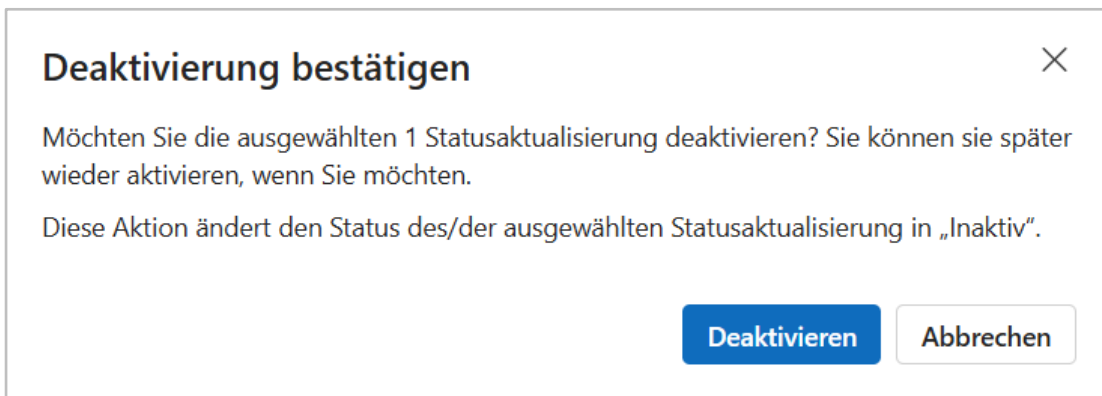 Deaktivierung bestätigen
Möchten Sie die ausgewählten 1 Statusaktualisierung deaktivieren? Sie können sie später
wieder aktivieren, wenn Sie möchten.
Diese Aktion ändert den Status des/der ausgewählten Statusaktualisierung in „Inaktiv“.
Deaktivieren Abbrechen